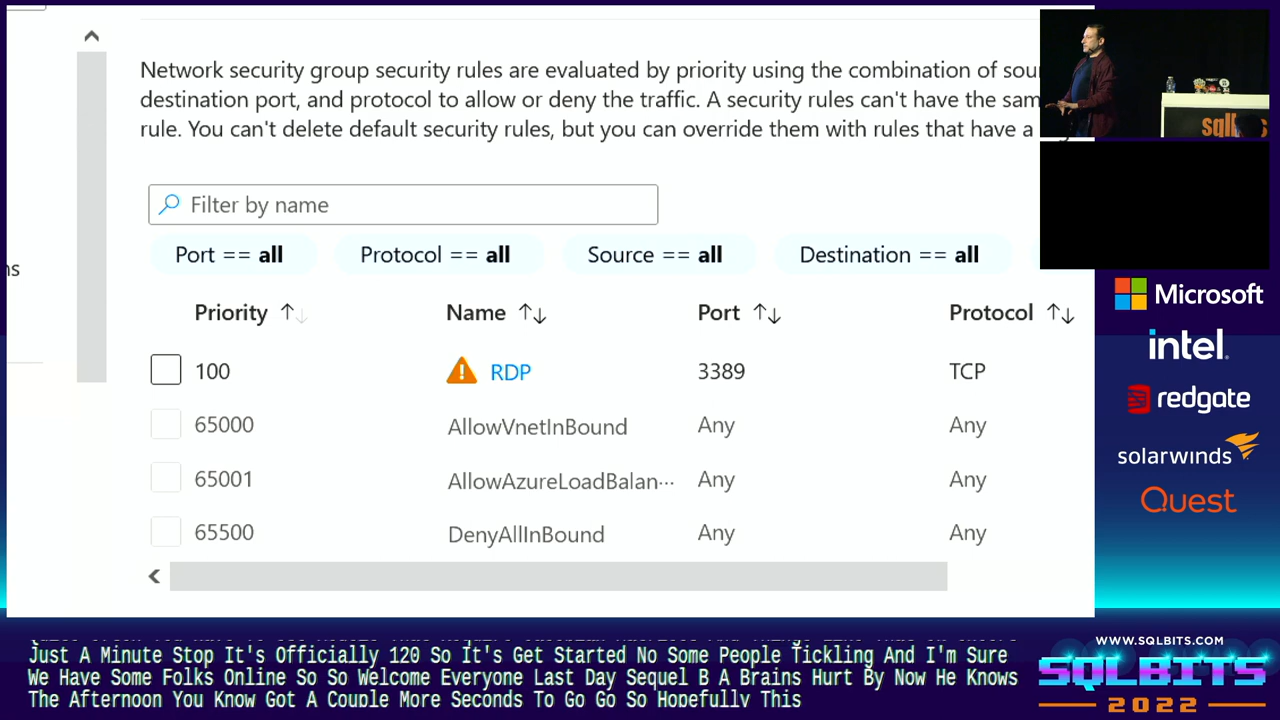 Network security group security rules are evaluated by priority using the combination of sou
destination port, and protocol to allow or deny the traffic. A security rules can't have the sam
rule. You can't delete default security rules, but you can override them with rules that have a
Filter by name
Port == all
Protocol == all
Source == all
Destination == all
ns
Priority
Name
Port
Protocol
100
RDP
3389
TCP
65000
AllowVnetInBound
Any
Any
65001
AllowAzureLoadBalan···
Any
Any
65500
DenyAllInBound
Any
Any
sqlb
Microsoft
intel.
redgate
solarwinds
Quest
Just A Minute Stop It's Officially 120 So It's Get Started No Some People Tickling And I'm Sure
We Have Some Folks Online So So Welcome Everyone Last Day Sequel B A Brains Hurt By Now He Knows
The Afternoon You Know Got A Couple More Seconds To Go Go So Hopefully This
WWW.SQLBITS.COM
SQLBITS
2022